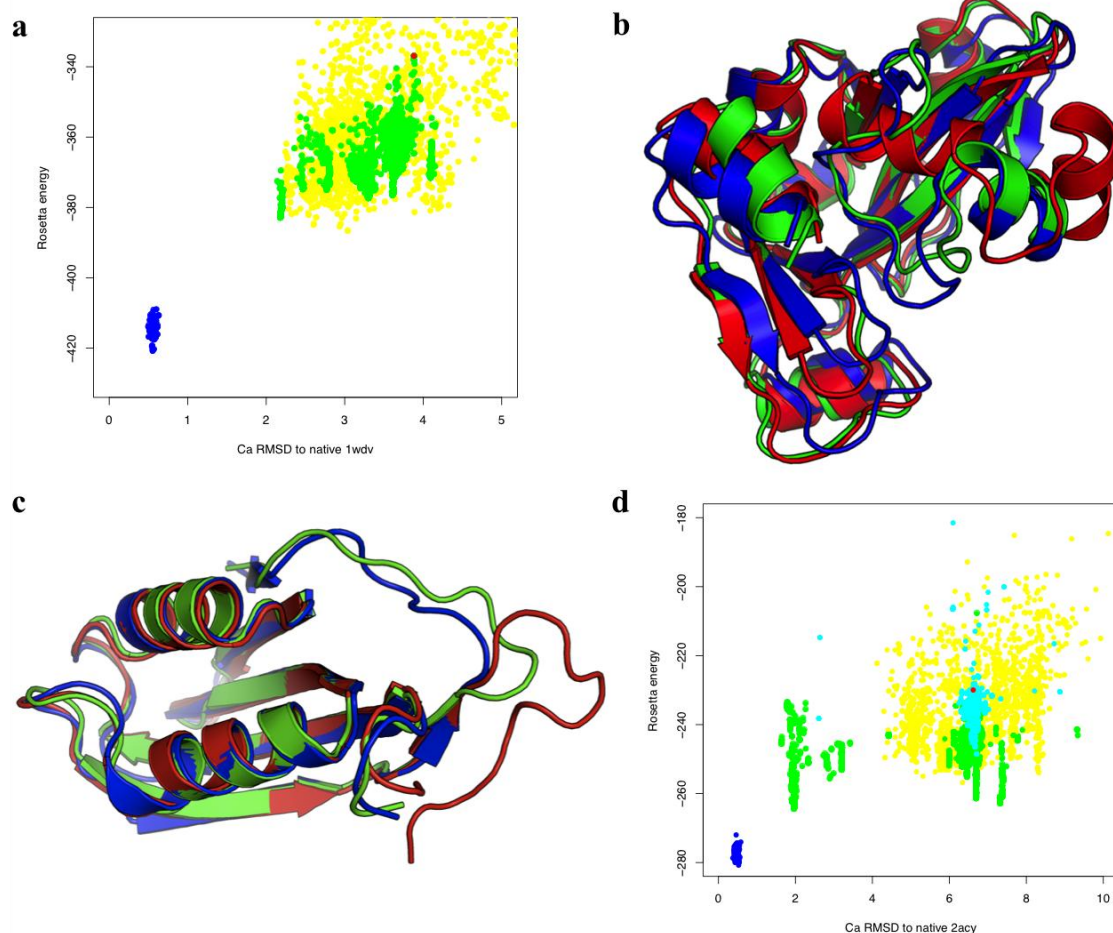 a
Rosetta energy
−340
−360
−380
−400
−420
0 1 2 3 4 5
Ca RMSD to native 1wdv
b
c
d
Rosetta energy
−180
−200
−220
−240
−260
−280
0 2 4 6 8 10
Ca RMSD to native 2acy